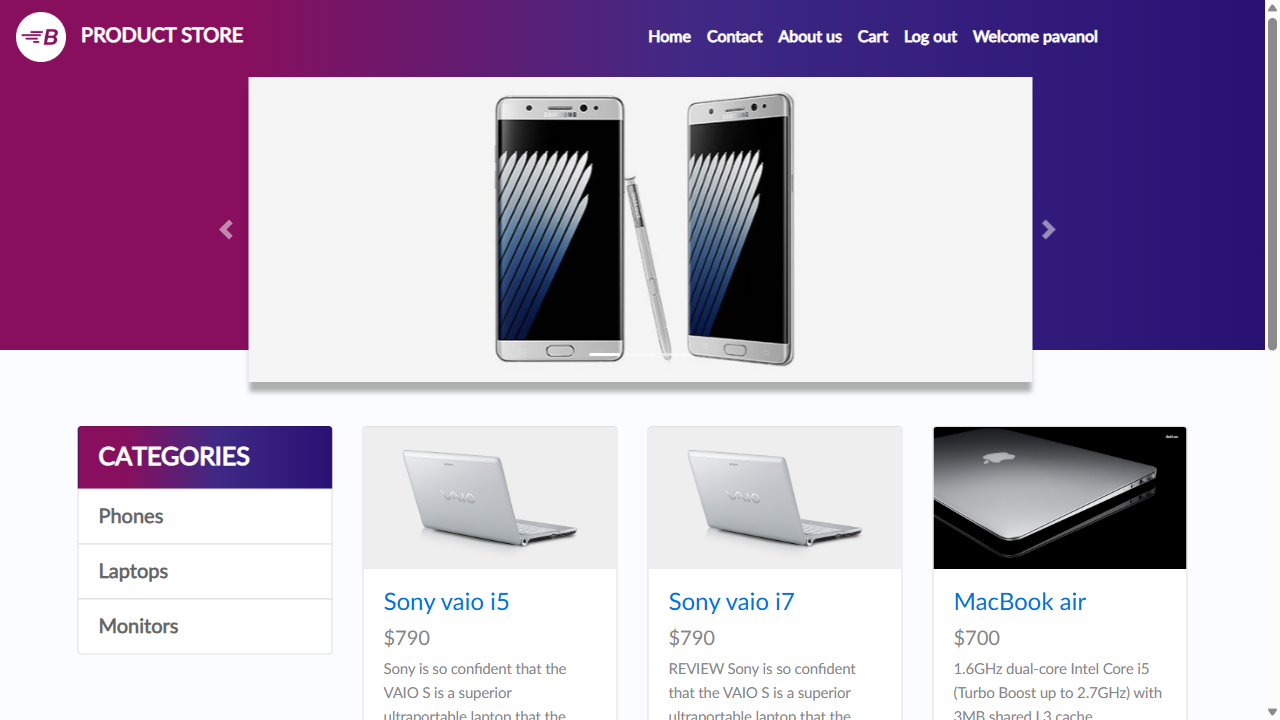 B PRODUCT STORE
Home Contact About us Cart Log out Welcome pavanol
SAMSUNG
CATEGORIES
Phones
Laptops
Monitors
VAIO
Sony vaio i5
$790
Sony is so confident that the
VAIO S is a superior
ultraportable laptop that the
VAIO
Sony vaio i7
$790
REVIEW Sony is so confident
that the VAIO S is a superior
ultraportable laptop that the
MacBook air
$700
1.6GHz dual-core Intel Core i5
(Turbo Boost up to 2.7GHz) with
3MB shared L3 cache